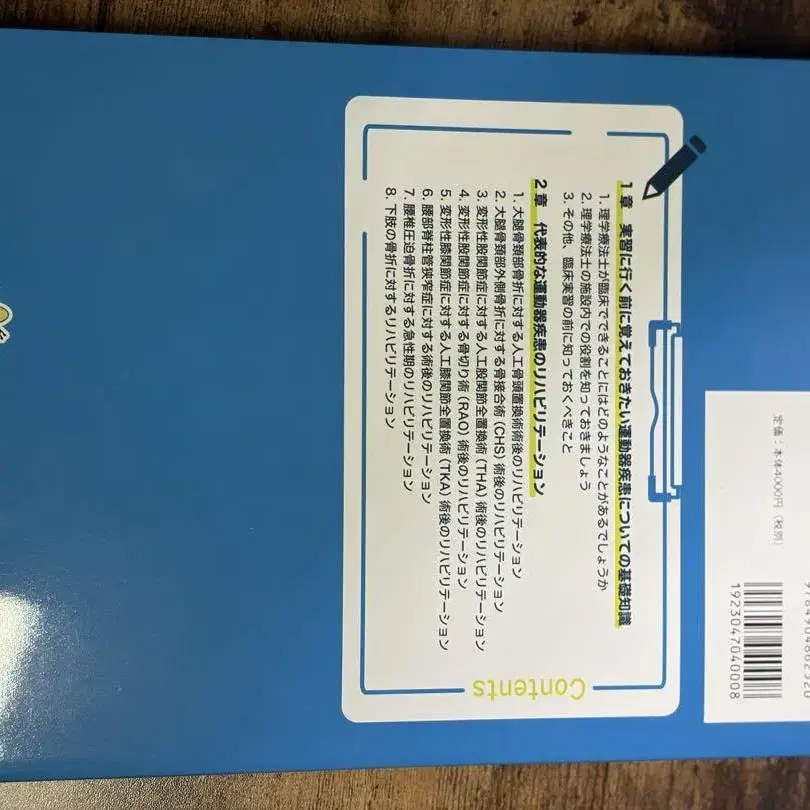 Contents
1章 実習に行く前に覚えておきたい運動器疾患についての基礎知識
1. 理学療法士が臨床でできることにはどのようなことがあるでしょうか
2. 理学療法士の施設内での役割を知っておきましょう
3. その他、臨床実習の前に知っておくべきこと
2章 代表的な運動器疾患のリハビリテーション
1. 大腿骨頚部骨折に対する人工骨頭置換術術後のリハビリテーション
2. 大腿骨頚部外側骨折に対する骨接合術(CHS)術後のリハビリテーション
3. 変形性股関節症に対する人工股関節全置換術(THA)術後のリハビリテーション
4. 変形性股関節症に対する骨切り術(RAO)術後のリハビリテーション
5. 変形性膝関節症に対する人工膝関節全置換術(TKA)術後のリハビリテーション
6. 腰部脊柱管狭窄症に対する術後のリハビリテーション
7. 腰椎圧迫骨折に対する急性期のリハビリテーション
8. 下肢の骨折に対するリハビリテーション
定価:本体4000円(税別)
1923047040008